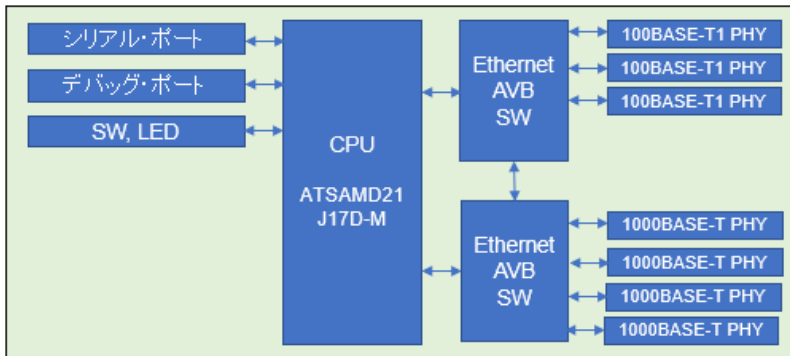 シリアル・ポート
デバッグ・ポート
SW, LED
CPU
ATSAMD21
J17D-M
Ethernet
AVB
SW
100BASE-T1 PHY
100BASE-T1 PHY
100BASE-T1 PHY
Ethernet
AVB
SW
1000BASE-T PHY
1000BASE-T PHY
1000BASE-T PHY
1000BASE-T PHY